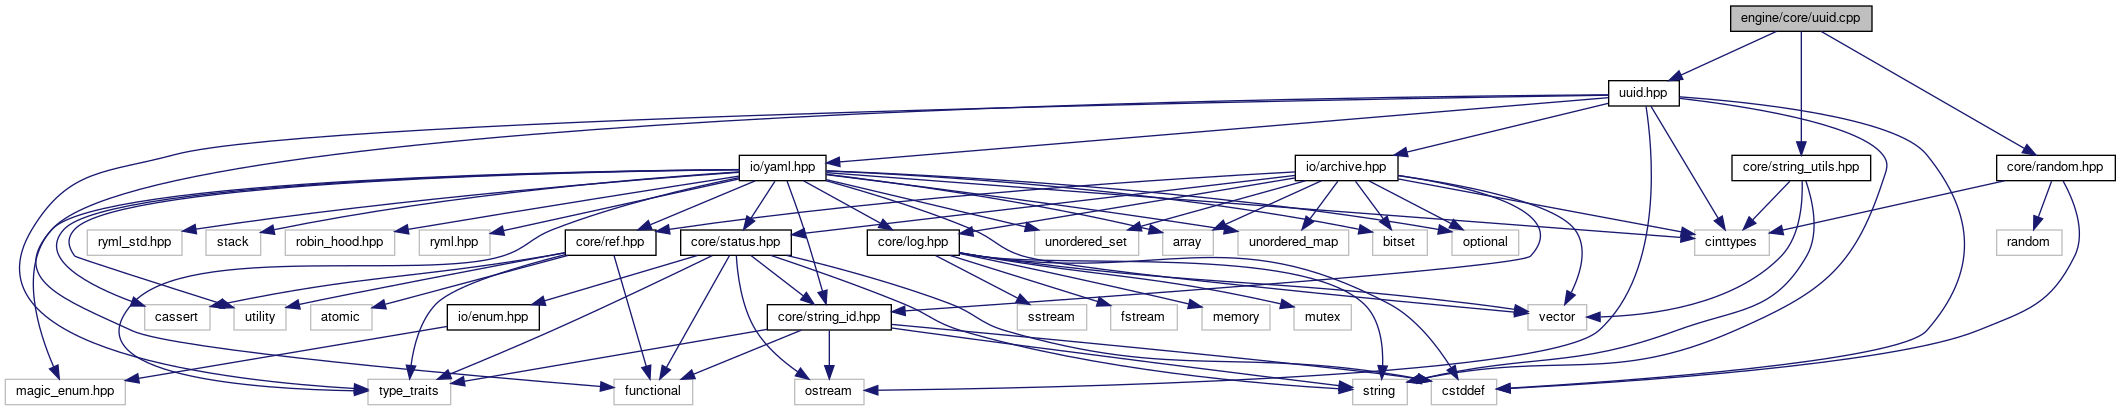 engine/core/uuid.cpp
uuid.hpp
io/yaml.hpp
io/archive.hpp
core/string_utils.hpp
core/random.hpp
ryml_std.hpp
stack
robin_hood.hpp
ryml.hpp
core/ref.hpp
core/status.hpp
core/log.hpp
unordered_set
array
unordered_map
bitset
optional
cinttypes
random
cassert
utility
atomic
io/enum.hpp
core/string_id.hpp
sstream
fstream
memory
mutex
vector
magic_enum.hpp
type_traits
functional
ostream
string
cstddef